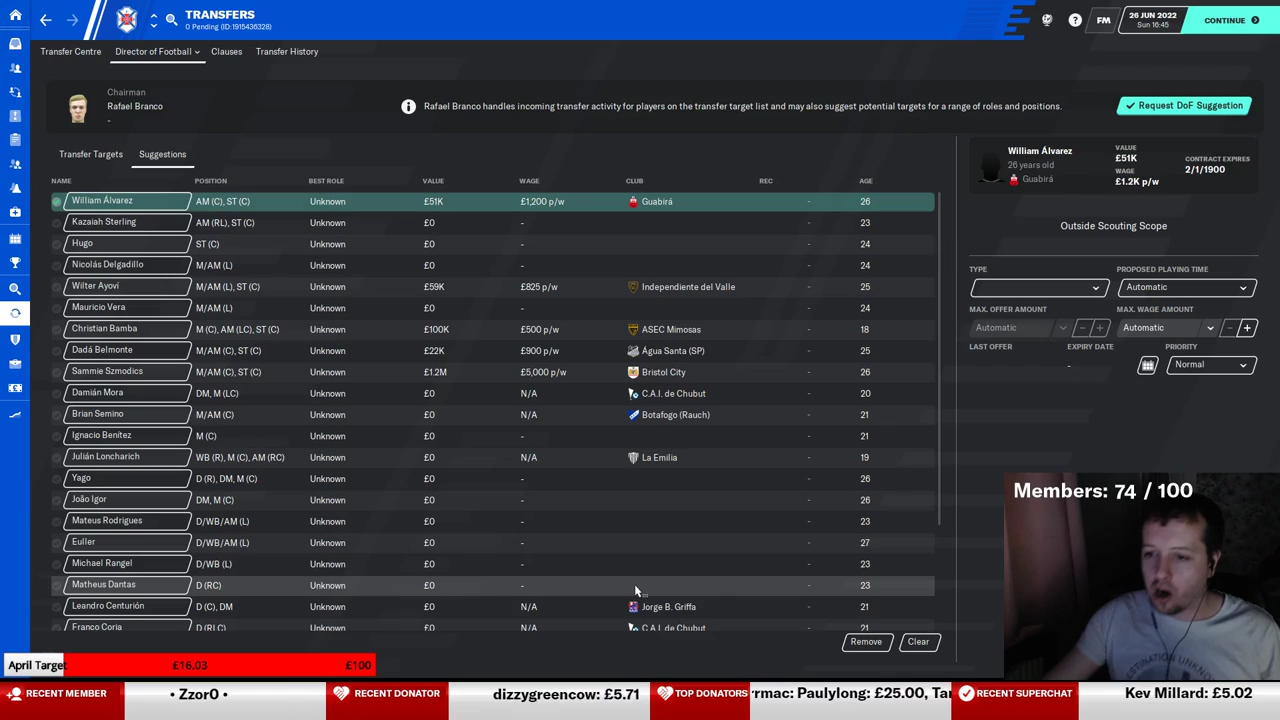 TRANSFERS
0 Pending (ID:1915436328)
FM
26 JUN 2022
Sun 16:45
CONTINUE
Transfer Centre Director of Football Clauses Transfer History
Chairman
Rafael Branco
-
Rafael Branco handles incoming transfer activity for players on the transfer target list and may also suggest potential targets for a range of roles and positions.
Request DoF Suggestion
Transfer Targets Suggestions
NAME POSITION BEST ROLE VALUE WAGE CLUB REC AGE
William Álvarez AM (C), ST (C) Unknown £51K £1,200 p/w Guabirá - 26
Kazaiah Sterling AM (RL), ST (C) Unknown £0 - - 23
Hugo ST (C) Unknown £0 - - 24
Nicolás Delgadillo M/AM (L) Unknown £0 - - 24
Wilter Ayoví M/AM (L), ST (C) Unknown £59K £825 p/w Independiente del Valle - 25
Mauricio Vera M/AM (L) Unknown £0 - - 24
Christian Bamba M (C), AM (LC), ST (C) Unknown £100K £500 p/w ASEC Mimosas - 18
Dadá Belmonte M/AM (C), ST (C) Unknown £22K £900 p/w Água Santa (SP) - 25
Sammie Szmodics M/AM (C), ST (C) Unknown £1.2M £5,000 p/w Bristol City - 26
Damián Mora DM, M (LC) Unknown £0 N/A C.A.I. de Chubut - 20
Brian Semino M/AM (C) Unknown £0 N/A Botafogo (Rauch) - 21
Ignacio Benítez M (C) Unknown £0 - - 21
Julián Loncharich WB (R), M (C), AM (RC) Unknown £0 N/A La Emilia - 19
Yago D (R), DM, M (C) Unknown £0 - - 26
João Igor DM, M (C) Unknown £0 - - 26
Mateus Rodrigues D/WB/AM (L) Unknown £0 - - 23
Euller D/WB/AM (L) Unknown £0 - - 27
Michael Rangel D/WB (L) Unknown £0 - - 23
Matheus Dantas D (RC) Unknown £0 - - 23
Leandro Centurión D (C), DM Unknown £0 N/A Jorge B. Griffa - 21
Franco Coria D (RLC) Unknown £0 N/A C.A.I. de Chubut - 21
Remove Clear
William Álvarez
26 years old
Guabirá
VALUE
£51K
WAGE
£1.2K p/w
CONTRACT EXPIRES
2/1/1900
Outside Scouting Scope
TYPE PROPOSED PLAYING TIME
Automatic
MAX. OFFER AMOUNT MAX. WAGE AMOUNT
Automatic Automatic
LAST OFFER EXPIRY DATE PRIORITY
- Normal
Members: 74 / 100
April Target £16.03 £100
RECENT MEMBER • Zzor0 • RECENT DONATOR dizzygreencow: £5.71 TOP DONATORS rmac: Paulylong: £25.00, Tar RECENT SUPERCHAT Kev Millard: £5.02